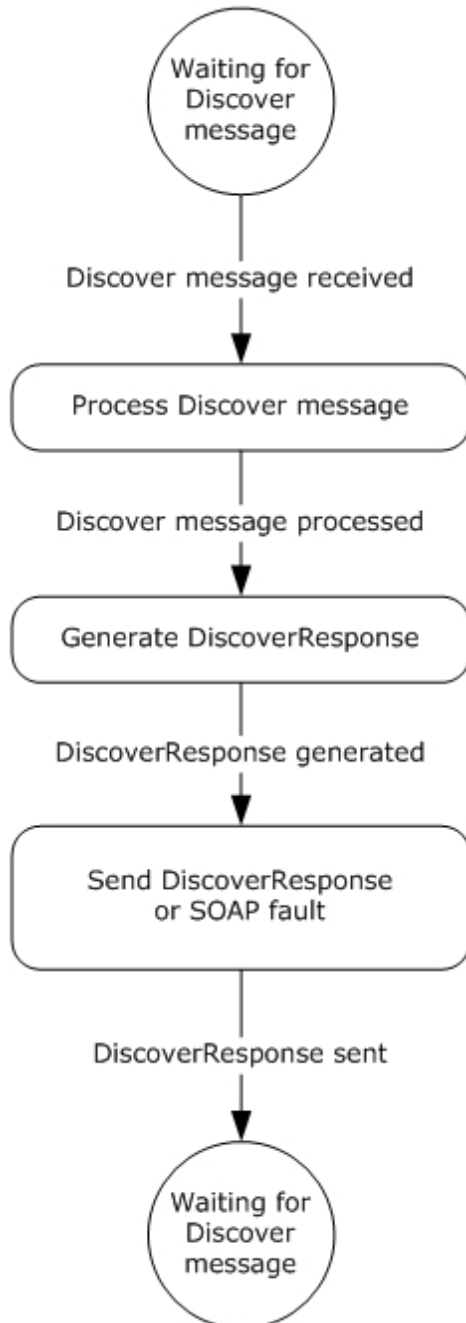 Waiting for
Discover
message
Discover message received
Process Discover message
Discover message processed
Generate DiscoverResponse
DiscoverResponse generated
Send DiscoverResponse
or SOAP fault
DiscoverResponse sent
Waiting for
Discover
message